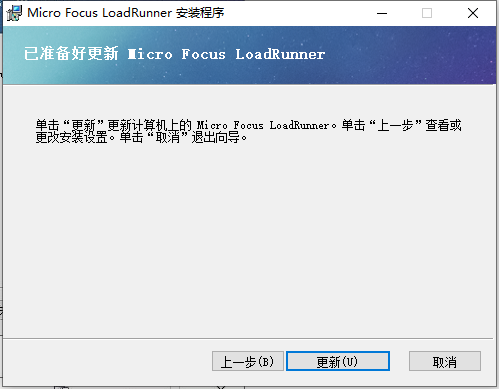 Micro Focus LoadRunner 安装程序
已准备好更新 Micro Focus LoadRunner
单击“更新”更新计算机上的 Micro Focus LoadRunner。单击“上一步”查看或
更改安装设置。单击“取消”退出向导。
上一步(B) 更新(U) 取消